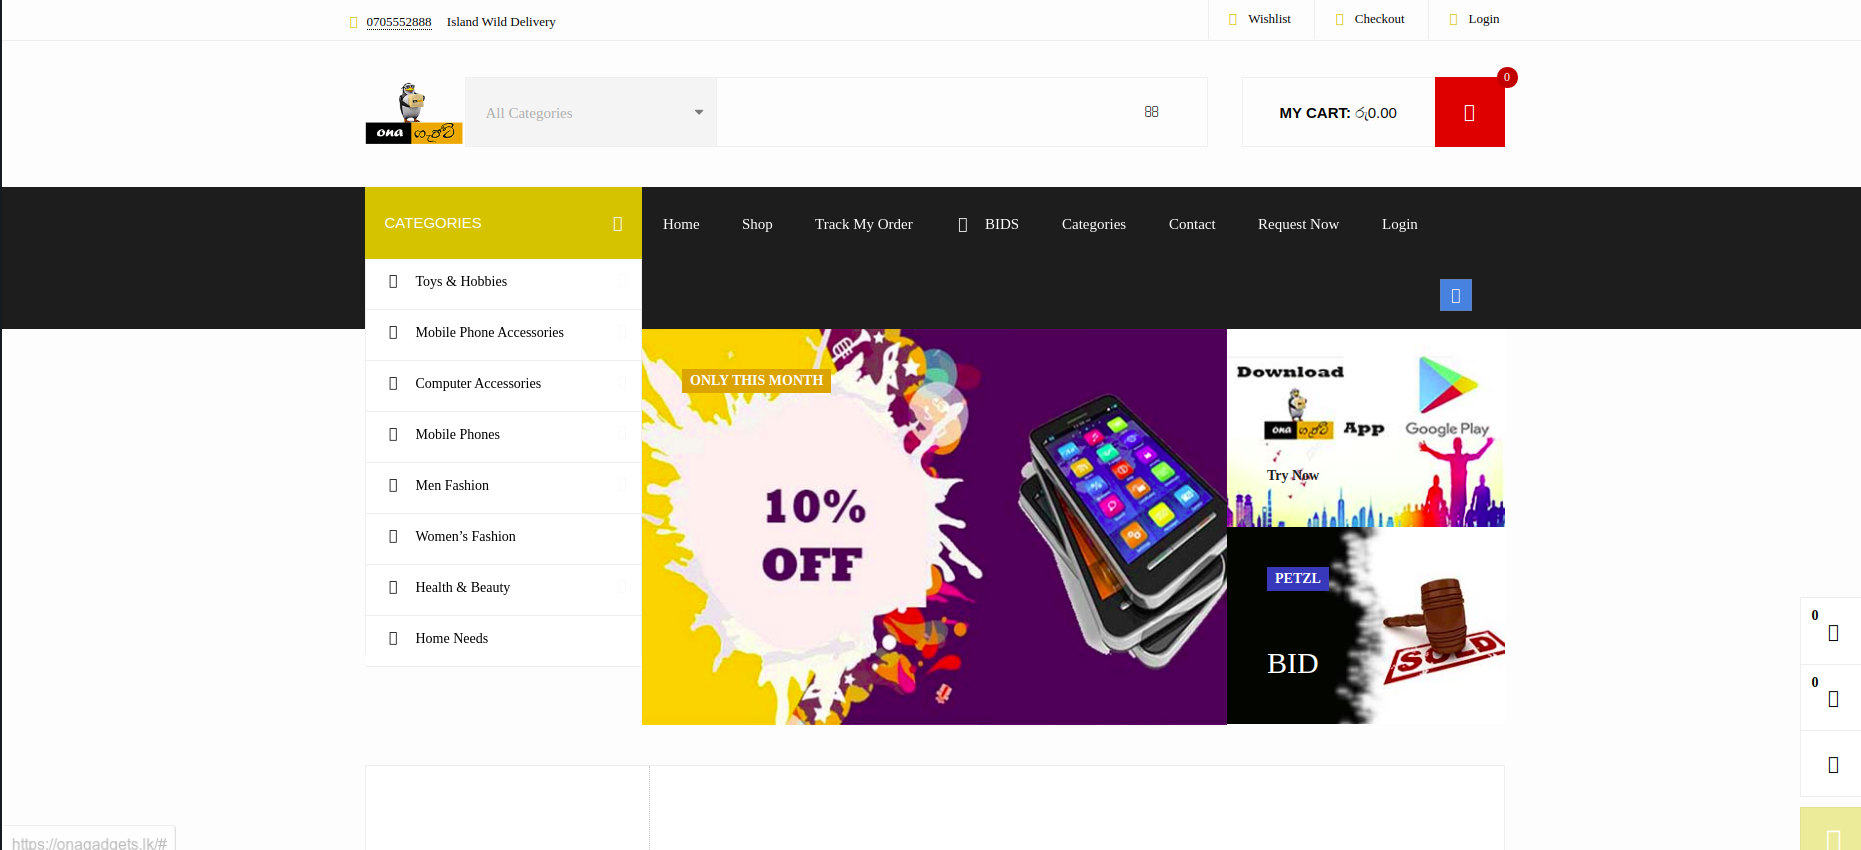 0705552888 Island Wild Delivery
Wishlist Checkout Login
0
ona ගැජට්
All Categories
MY CART: රු0.00
CATEGORIES
Home Shop Track My Order BIDS Categories Contact Request Now Login
Toys & Hobbies
Mobile Phone Accessories
Computer Accessories
Mobile Phones
Men Fashion
Women’s Fashion
Health & Beauty
Home Needs
ONLY THIS MONTH
10%
OFF
Download
ona ගැජට් App
Google Play
Try Now
PETZL
BID
SOLD
0
0
https://onagadgets.lk/#